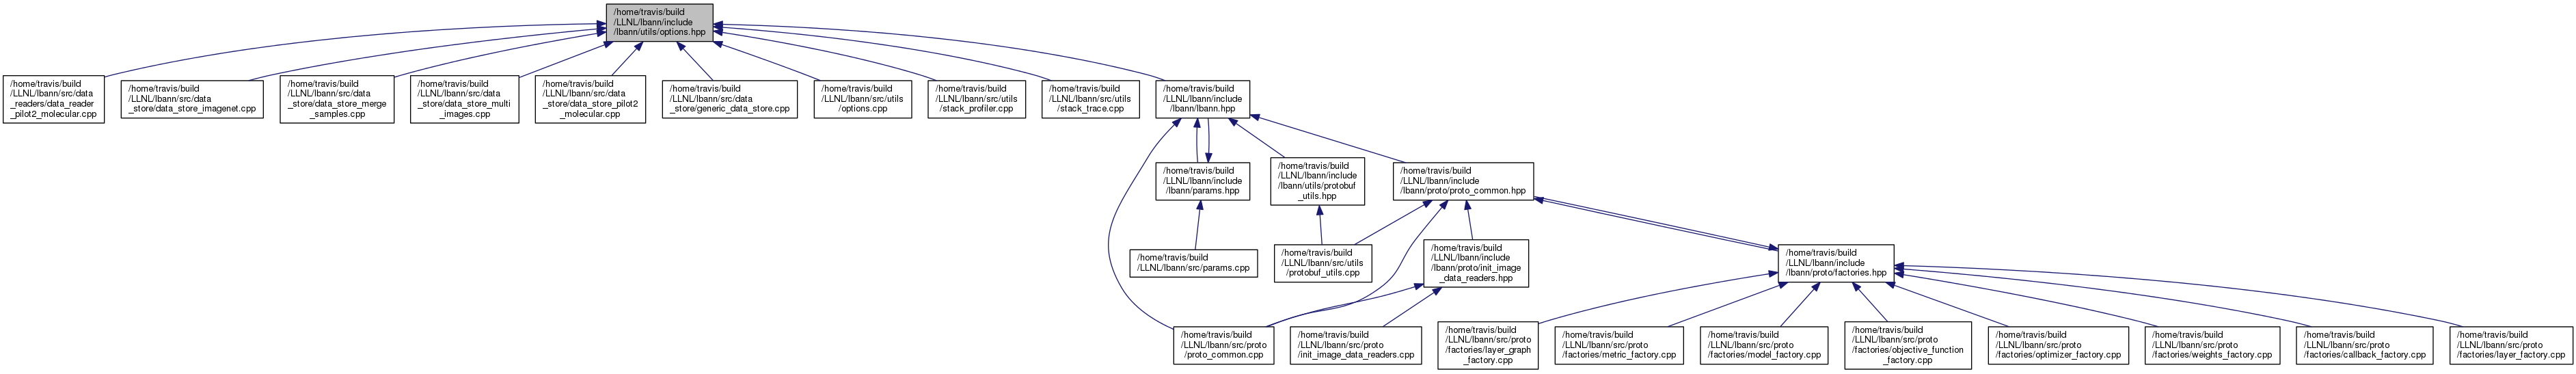 /home/travis/build
/LLNL/lbann/include
/lbann/utils/options.hpp
/home/travis/build
/LLNL/lbann/src/data
_readers/data_reader
_pilot2_molecular.cpp
/home/travis/build
/LLNL/lbann/src/data
_store/data_store_imagenet.cpp
/home/travis/build
/LLNL/lbann/src/data
_store/data_store_merge
_samples.cpp
/home/travis/build
/LLNL/lbann/src/data
_store/data_store_multi
_images.cpp
/home/travis/build
/LLNL/lbann/src/data
_store/data_store_pilot2
_molecular.cpp
/home/travis/build
/LLNL/lbann/src/data
_store/generic_data_store.cpp
/home/travis/build
/LLNL/lbann/src/utils
/options.cpp
/home/travis/build
/LLNL/lbann/src/utils
/stack_profiler.cpp
/home/travis/build
/LLNL/lbann/src/utils
/stack_trace.cpp
/home/travis/build
/LLNL/lbann/include
/lbann/lbann.hpp
/home/travis/build
/LLNL/lbann/include
/lbann/params.hpp
/home/travis/build
/LLNL/lbann/include
/lbann/utils/protobuf
_utils.hpp
/home/travis/build
/LLNL/lbann/include
/lbann/proto/proto_common.hpp
/home/travis/build
/LLNL/lbann/src/params.cpp
/home/travis/build
/LLNL/lbann/src/utils
/protobuf_utils.cpp
/home/travis/build
/LLNL/lbann/include
/lbann/proto/init_image
_data_readers.hpp
/home/travis/build
/LLNL/lbann/include
/lbann/proto/factories.hpp
/home/travis/build
/LLNL/lbann/src/proto
/proto_common.cpp
/home/travis/build
/LLNL/lbann/src/proto
/init_image_data_readers.cpp
/home/travis/build
/LLNL/lbann/src/proto
/factories/layer_graph
_factory.cpp
/home/travis/build
/LLNL/lbann/src/proto
/factories/metric_factory.cpp
/home/travis/build
/LLNL/lbann/src/proto
/factories/model_factory.cpp
/home/travis/build
/LLNL/lbann/src/proto
/factories/objective_function
_factory.cpp
/home/travis/build
/LLNL/lbann/src/proto
/factories/optimizer_factory.cpp
/home/travis/build
/LLNL/lbann/src/proto
/factories/weights_factory.cpp
/home/travis/build
/LLNL/lbann/src/proto
/factories/callback_factory.cpp
/home/travis/build
/LLNL/lbann/src/proto
/factories/layer_factory.cpp